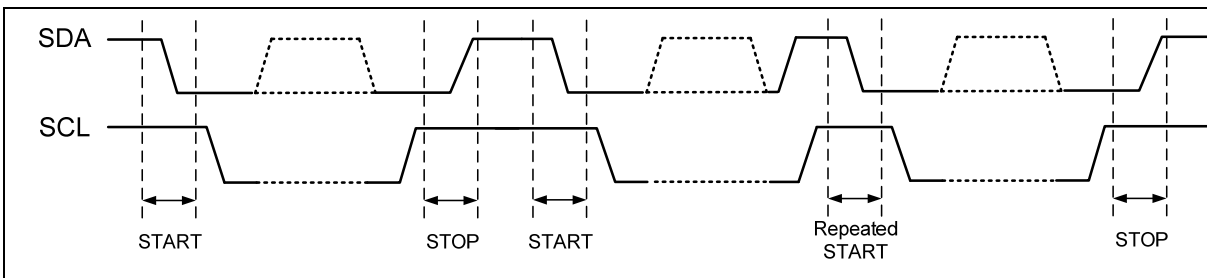 SDA
SCL
START
STOP
START
Repeated
START
STOP